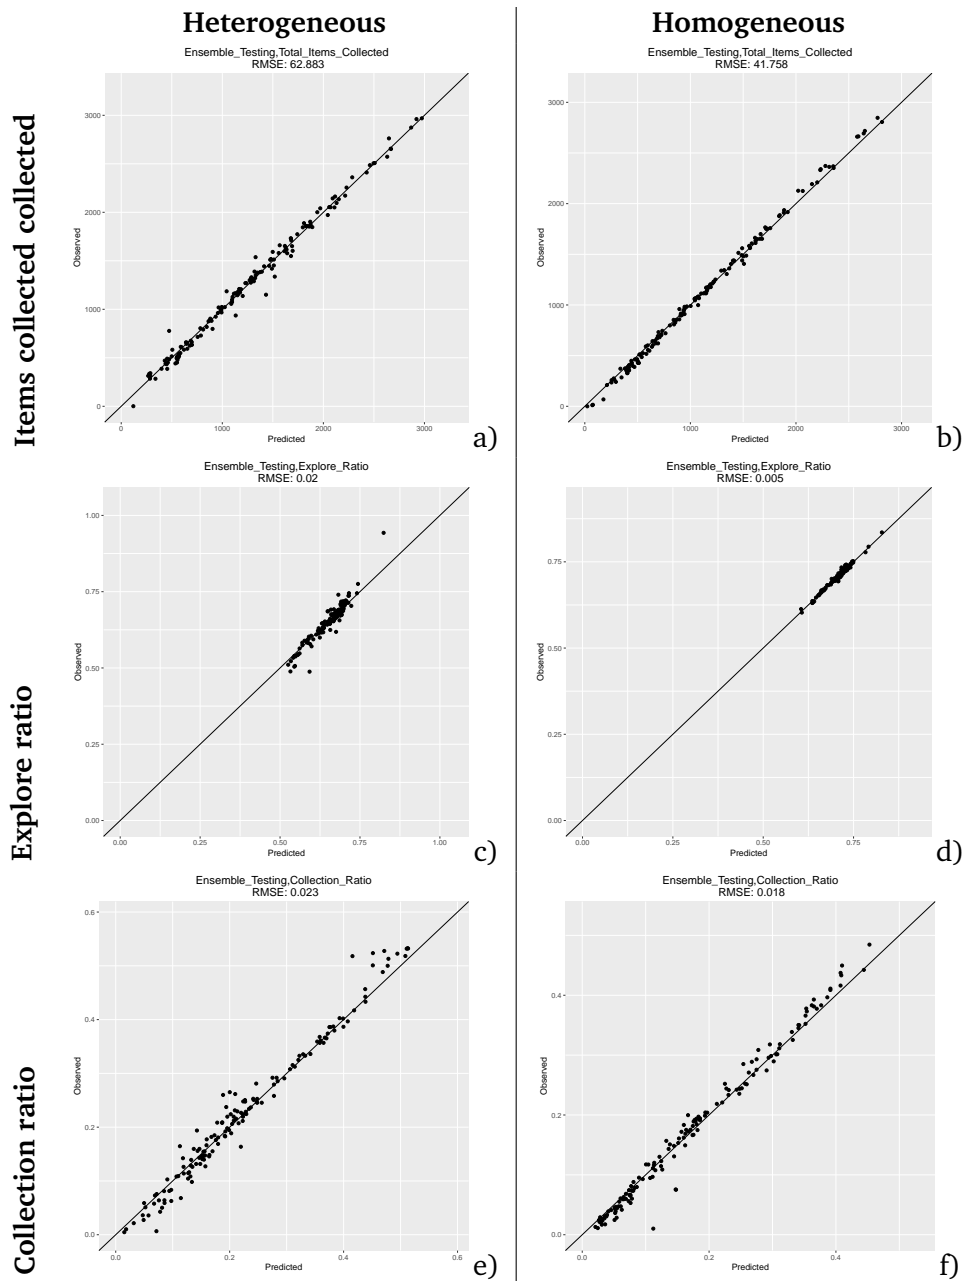 Heterogeneous
Homogeneous
Items collected collected
Ensemble_Testing,Total_Items_Collected
RMSE: 62.883
3000
2000
1000
0
Observed
0 1000 2000 3000
Predicted
a)
Ensemble_Testing,Total_Items_Collected
RMSE: 41.758
3000
2000
1000
0
Observed
0 1000 2000 3000
Predicted
b)
Explore ratio
Ensemble_Testing,Explore_Ratio
RMSE: 0.02
1.00
0.75
0.50
0.25
0.00
Observed
0.00 0.25 0.50 0.75 1.00
Predicted
c)
Ensemble_Testing,Explore_Ratio
RMSE: 0.005
0.75
0.50
0.25
0.00
Observed
0.00 0.25 0.50 0.75
Predicted
d)
Collection ratio
Ensemble_Testing,Collection_Ratio
RMSE: 0.023
0.6
0.4
0.2
0.0
Observed
0.0 0.2 0.4 0.6
Predicted
e)
Ensemble_Testing,Collection_Ratio
RMSE: 0.018
0.4
0.2
0.0
Observed
0.0 0.2 0.4
Predicted
f)